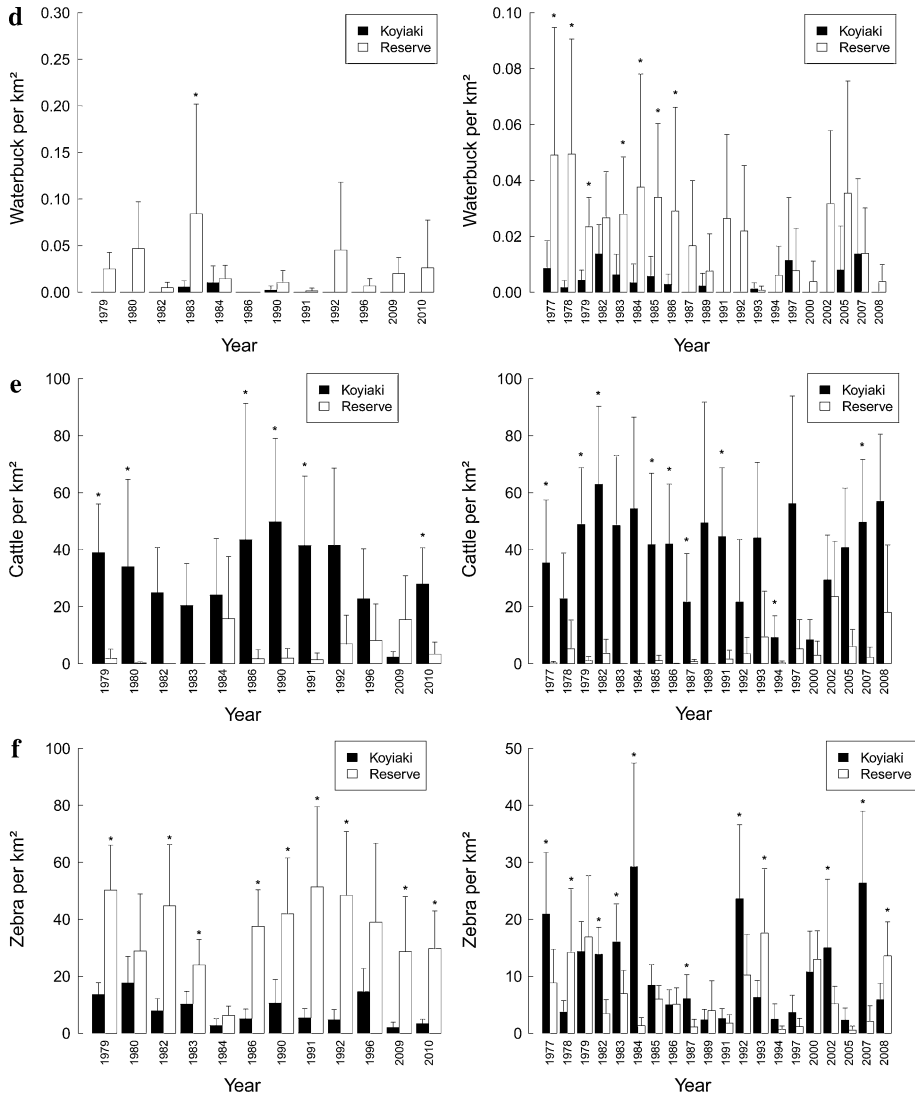 d
0.30
0.25
0.20
0.15
0.10
0.05
0.00
Waterbuck per km²
Koyiaki
Reserve
*
1979 1980 1982 1983 1984 1986 1990 1991 1992 1996 2009 2010
Year
0.10
0.08
0.06
0.04
0.02
0.00
Waterbuck per km²
Koyiaki
Reserve
* * * * * * *
1977 1978 1979 1982 1983 1984 1985 1986 1987 1989 1991 1992 1993 1994 1997 2000 2002 2005 2007 2008
Year
e
100
80
60
40
20
0
Cattle per km²
Koyiaki
Reserve
* * * * * *
1979 1980 1982 1983 1984 1986 1990 1991 1992 1996 2009 2010
Year
100
80
60
40
20
0
Cattle per km²
Koyiaki
Reserve
* * * * * * * * *
1977 1978 1979 1982 1983 1984 1985 1986 1987 1989 1991 1992 1993 1994 1997 2000 2002 2005 2007 2008
Year
f
100
80
60
40
20
0
Zebra per km²
Koyiaki
Reserve
* * * * * * * * *
1979 1980 1982 1983 1984 1986 1990 1991 1992 1996 2009 2010
Year
50
40
30
20
10
0
Zebra per km²
Koyiaki
Reserve
* * * * * * * * * * *
1977 1978 1979 1982 1983 1984 1985 1986 1987 1989 1991 1992 1993 1994 1997 2000 2002 2005 2007 2008
Year